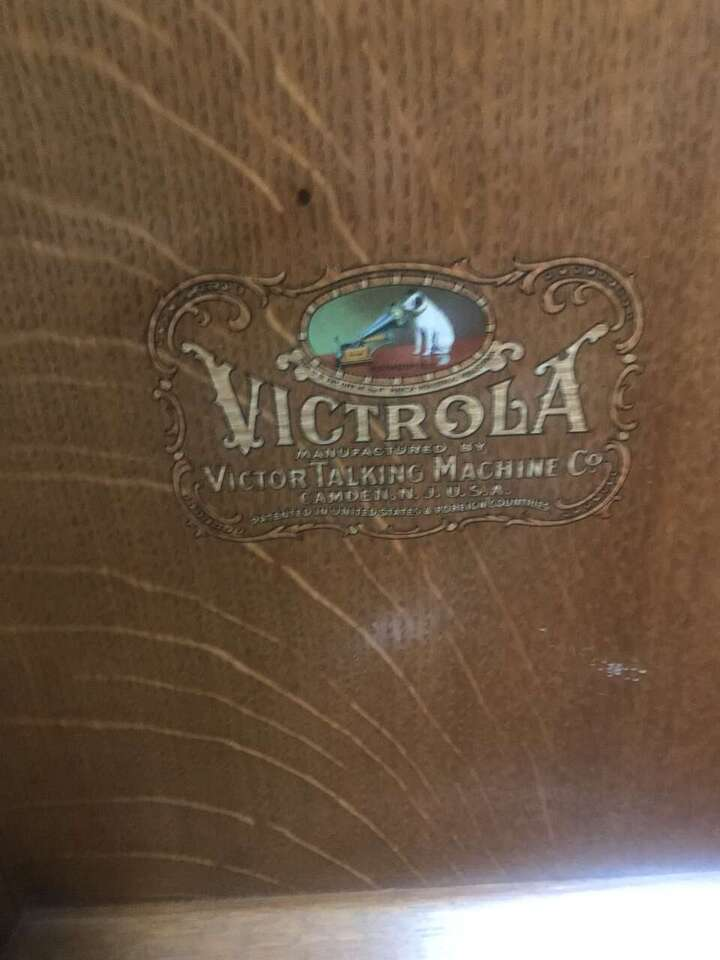 VICTROLA
MANUFACTURED BY
VICTOR TALKING MACHINE CO.
CAMDEN, N.J. U.S.A.
PATENTED IN UNITED STATES & FOREIGN COUNTRIES